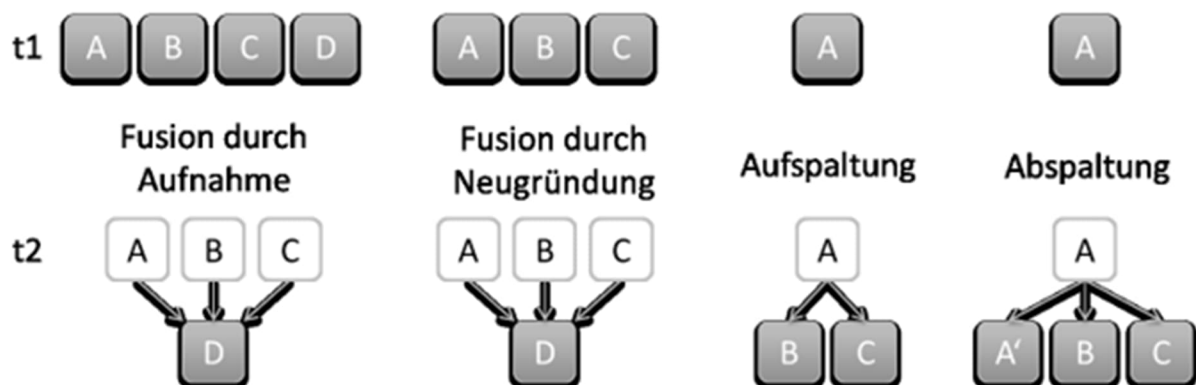 t1 A B C D A B C A A
Fusion durch Aufnahme
Fusion durch Neugründung
Aufspaltung
Abspaltung
t2 A B C A B C A A
D D B C A‘ B C